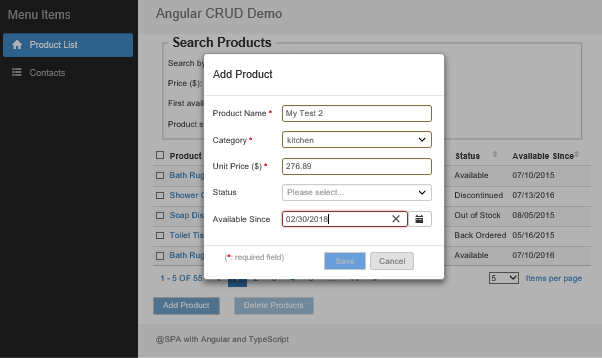 Menu Items
Product List
Contacts
Angular CRUD Demo
Search Products
Search by
Price ($):
First avail
Product s
Product
Status
Available Since
Bath Rug
Available
07/10/2015
Shower C
Discontinued
07/13/2016
Soap Dis
Out of Stock
08/05/2015
Toilet Tis
Back Ordered
05/16/2015
Bath Rug
Available
07/10/2016
1 - 5 OF 55
5
Items per page
Add Product
Delete Products
@SPA with Angular and TypeScript
Add Product
Product Name *
My Test 2
Category *
kitchen
Unit Price ($) *
276.89
Status
Please select...
Available Since
02/30/2018
(*: required field)
Save
Cancel